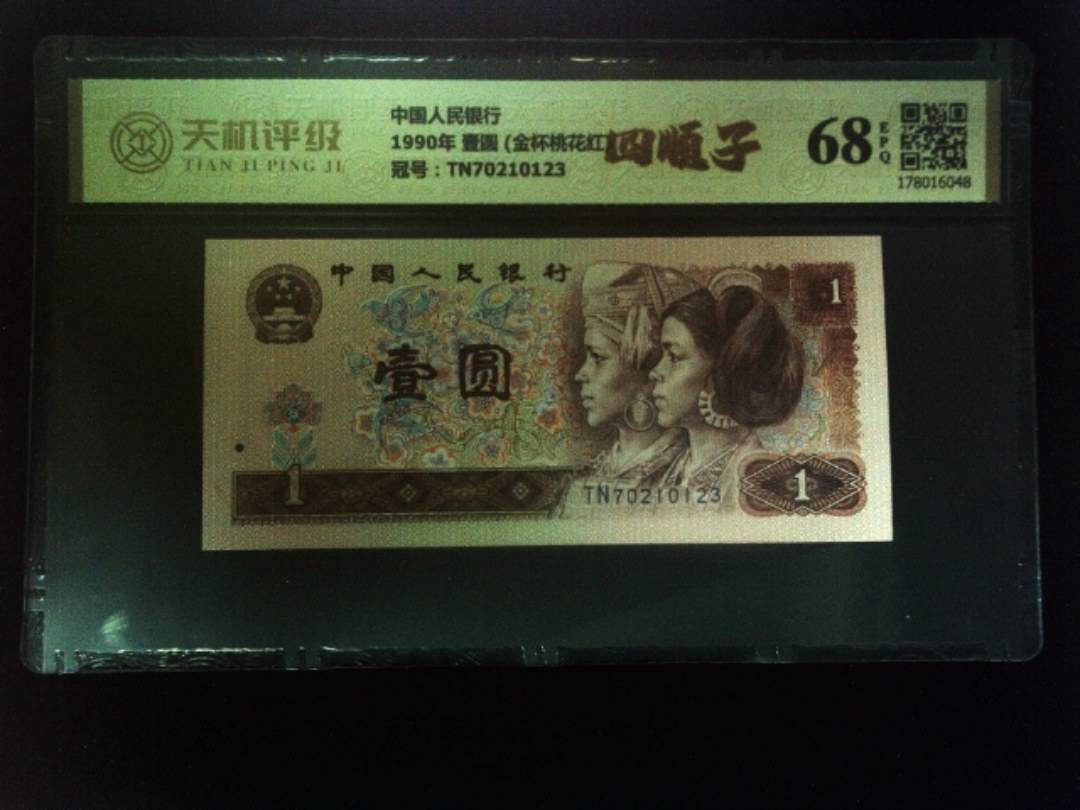 天机评级
TIAN JI PING JI
中国人民银行
1990年 壹圆 (金杯桃花红)
四顺子
冠号：TN70210123
68
EPQ
178016048
中国人民银行
1
壹圆
1
TN70210123
1